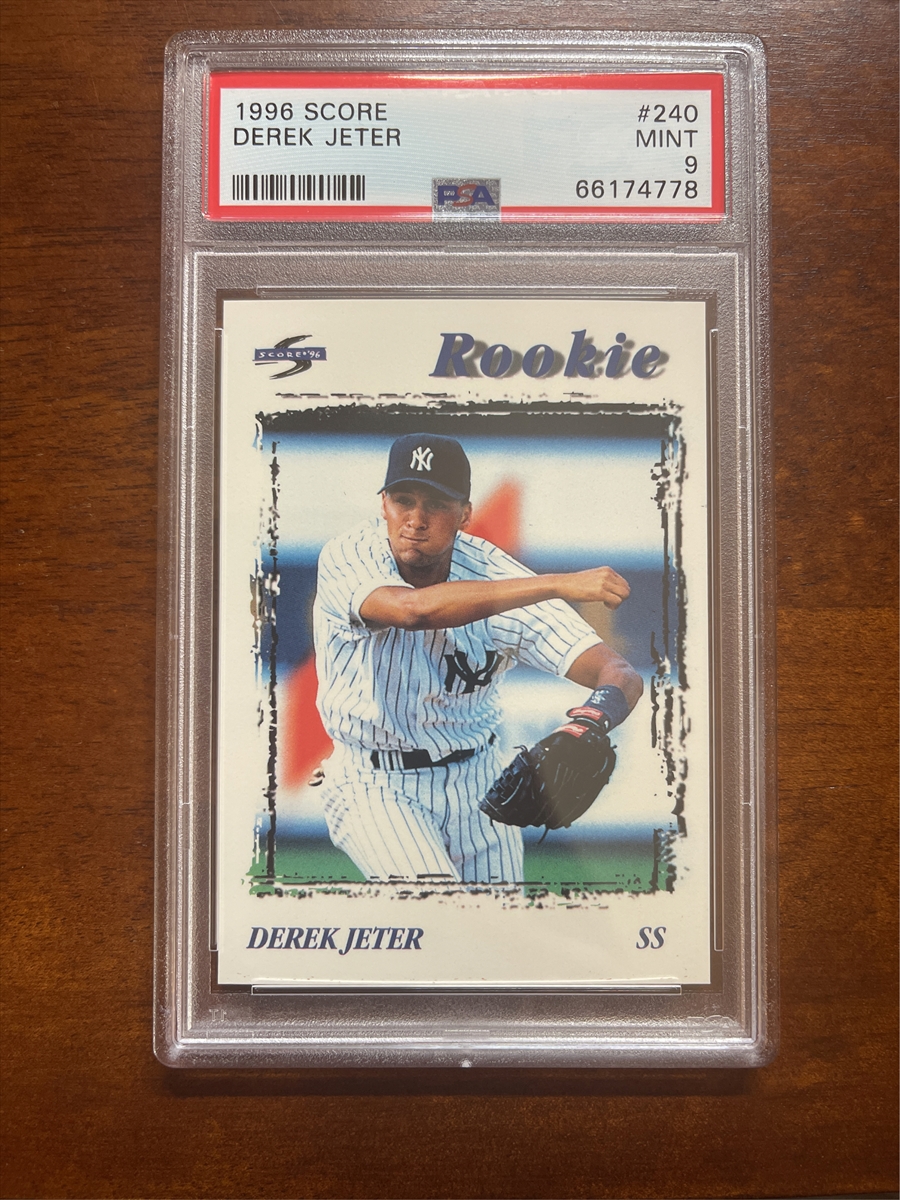 1996 SCORE #240
DEREK JETER MINT
9
PSA 66174778
SCORE®'96
Rookie
NY
NY
DEREK JETER SS